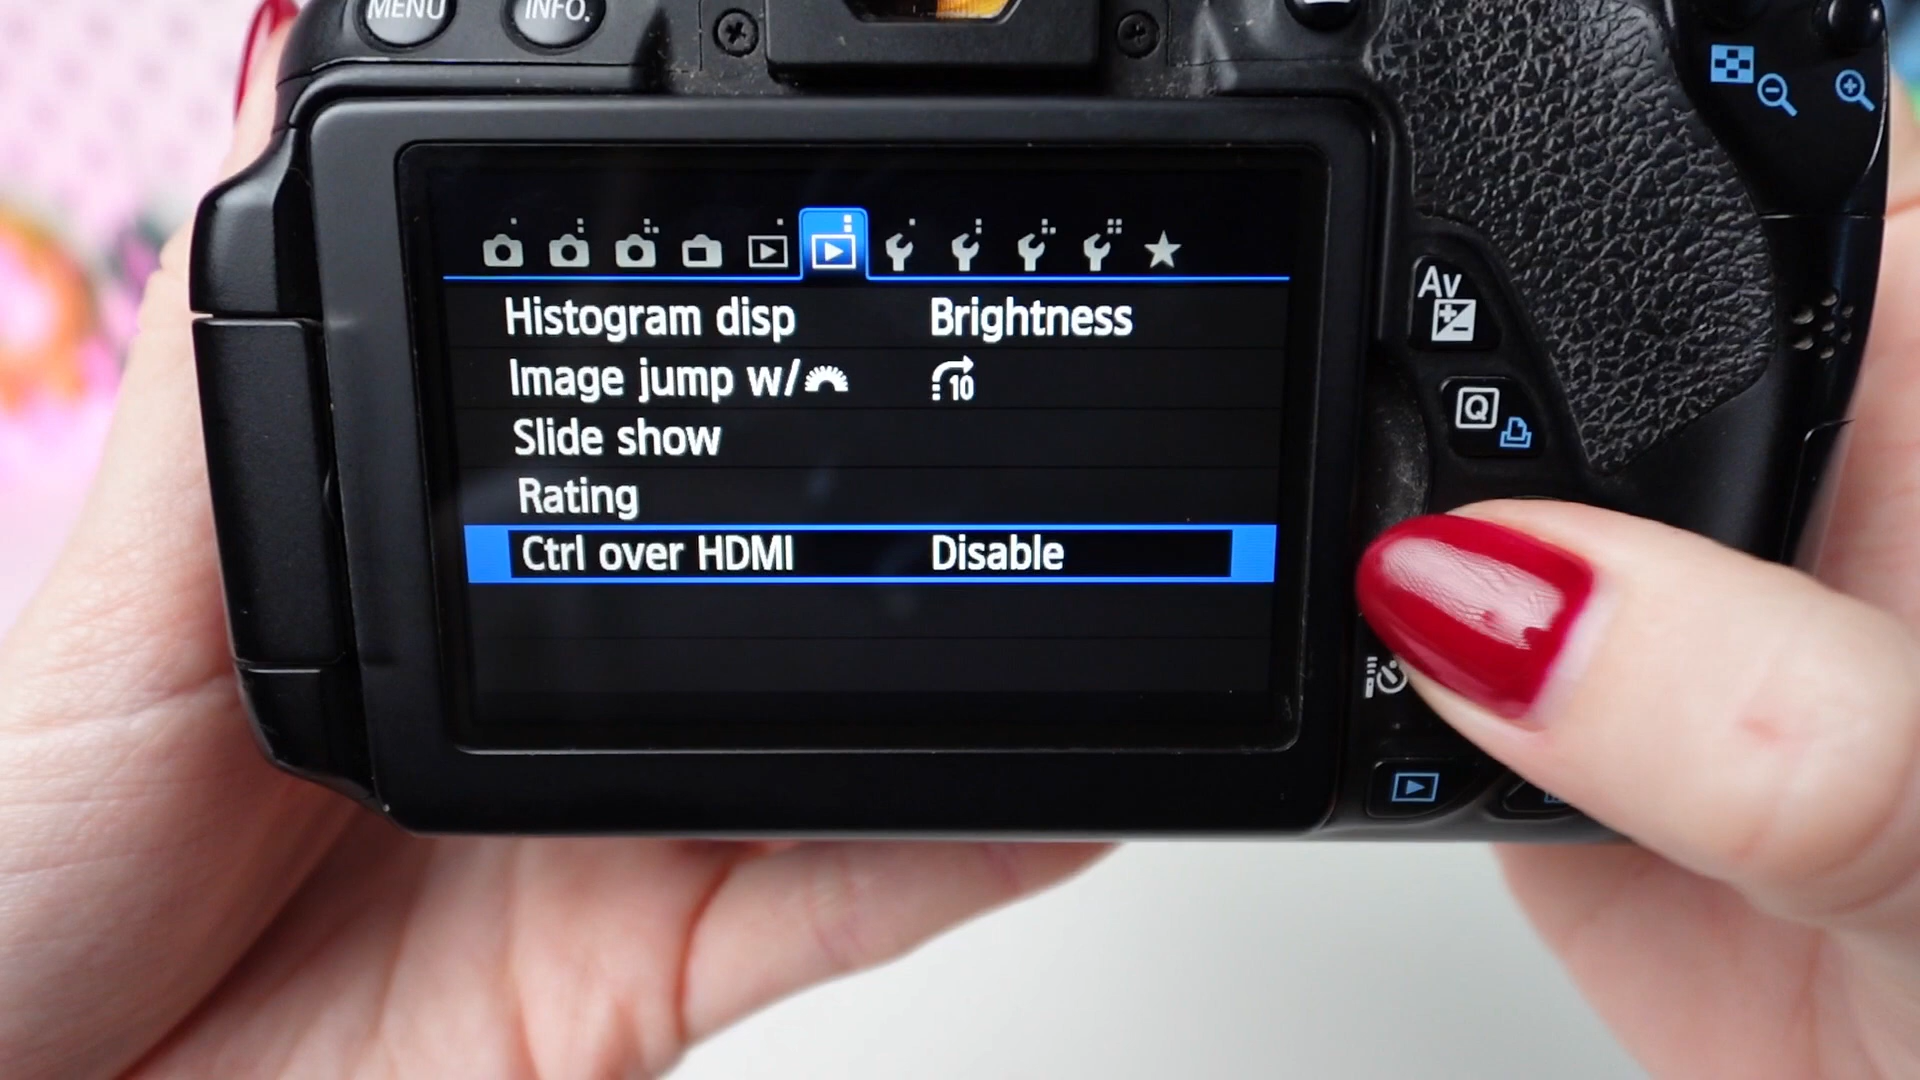 MENU
INFO.
Histogram disp Brightness
Image jump w/ 10
Slide show
Rating
Ctrl over HDMI Disable
Av
Q